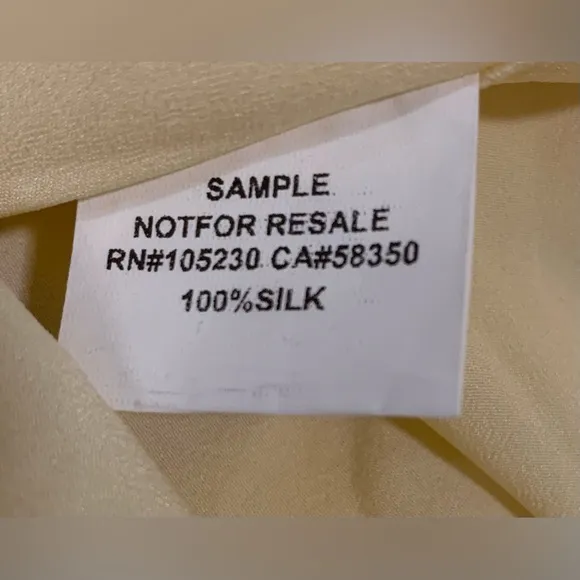 SAMPLE
NOTFOR RESALE
RN#105230 CA#58350
100%SILK